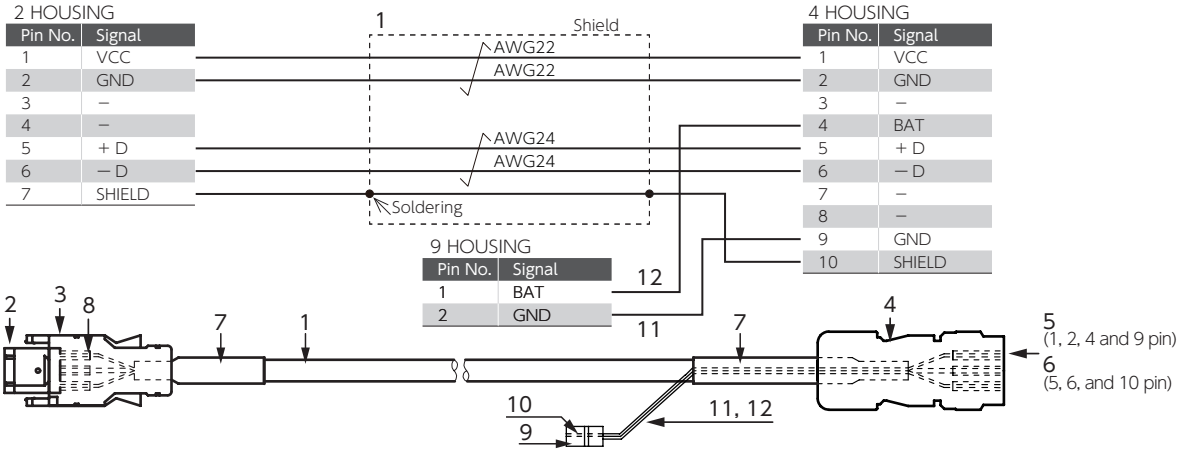 2 HOUSING
Pin No. Signal
1 VCC
2 GND
3 −
4 −
5 + D
6 − D
7 SHIELD
1
Shield
AWG22
AWG22
AWG24
AWG24
Soldering
4 HOUSING
Pin No. Signal
1 VCC
2 GND
3 −
4 BAT
5 + D
6 − D
7 −
8 −
9 GND
10 SHIELD
9 HOUSING
Pin No. Signal
1 BAT
2 GND
12
11
2
3
8
7
1
7
4
5
(1, 2, 4 and 9 pin)
6
(5, 6, and 10 pin)
10
9
11, 12